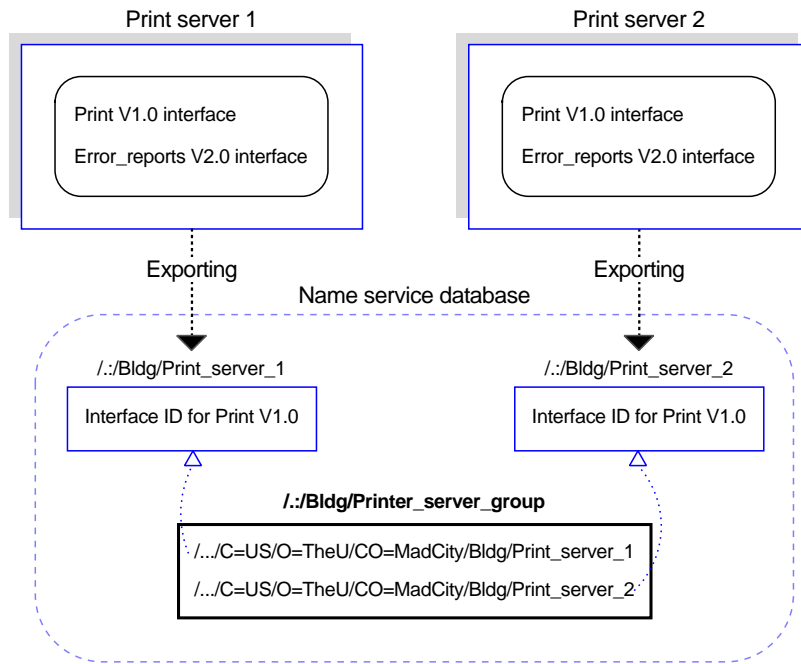 Print server 1
Print server 2
Print V1.0 interface
Error_reports V2.0 interface
Print V1.0 interface
Error_reports V2.0 interface
Exporting
Exporting
Name service database
/.:/Bldg/Print_server_1
/.:/Bldg/Print_server_2
Interface ID for Print V1.0
Interface ID for Print V1.0
/.:/Bldg/Printer_server_group
/.../C=US/O=TheU/CO=MadCity/Bldg/Print_server_1
/.../C=US/O=TheU/CO=MadCity/Bldg/Print_server_2